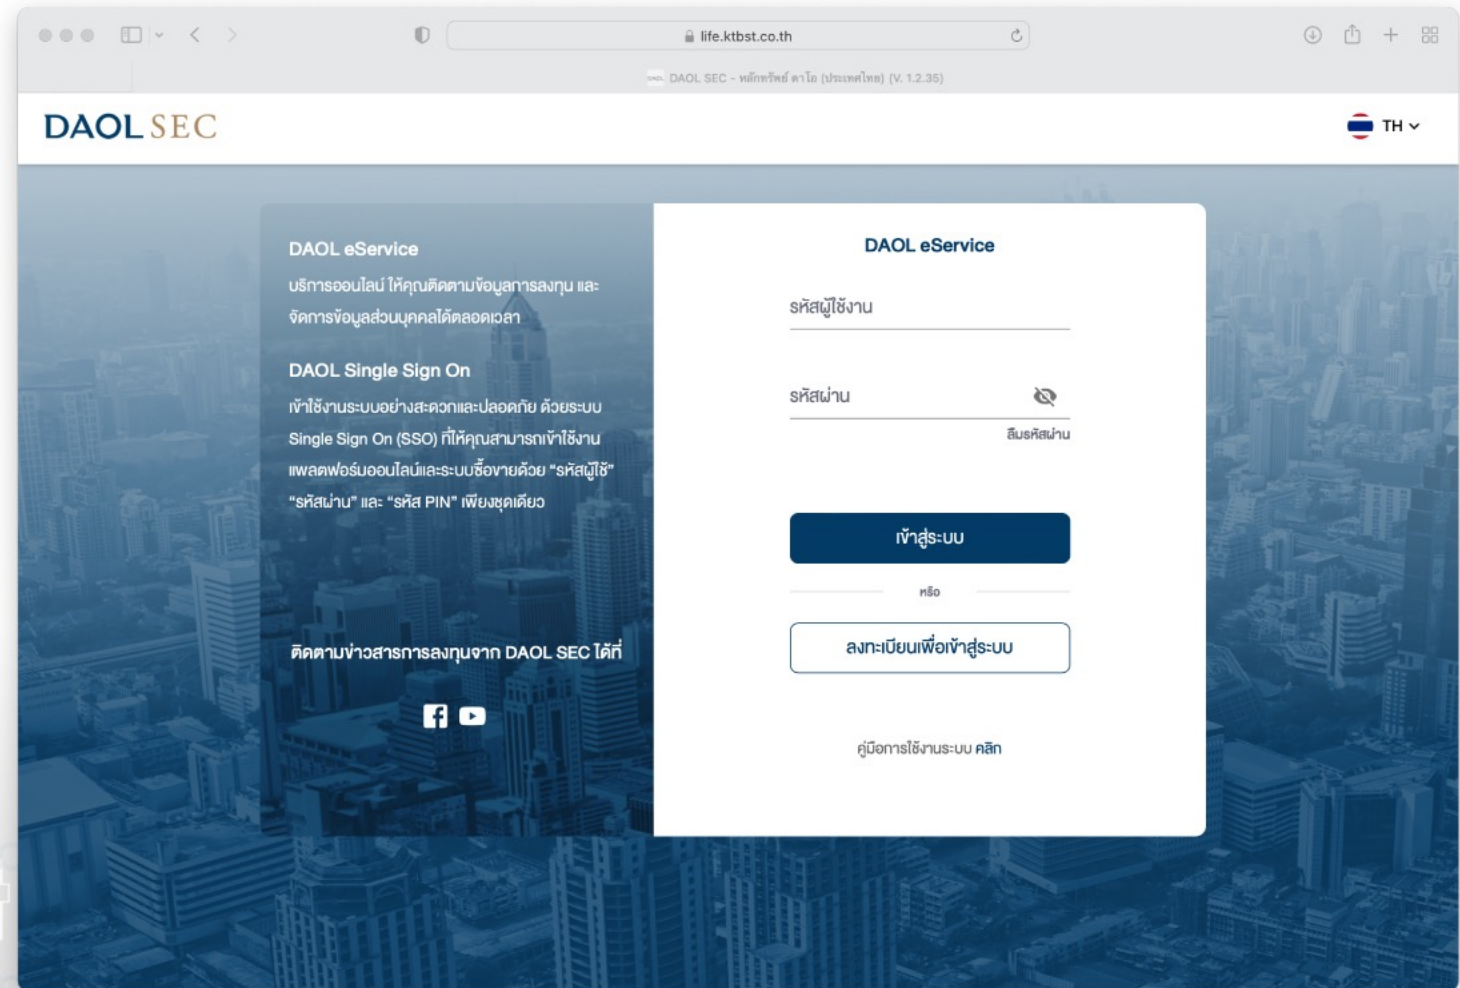 life.ktbst.co.th
DAOL SEC - หลักทรัพย์ ดาโอ (ประเทศไทย) (V. 1.2.35)
DAOL SEC
TH
DAOL eService
บริการออนไลน์ ให้คุณติดตามข้อมูลการลงทุน และ
จัดการข้อมูลส่วนบุคคลได้ตลอดเวลา
DAOL Single Sign On
เข้าใช้งานระบบอย่างสะดวกและปลอดภัย ด้วยระบบ
Single Sign On (SSO) ที่ให้คุณสามารถเข้าใช้งาน
แพลตฟอร์มออนไลน์และระบบซื้อขายด้วย “รหัสผู้ใช้”
“รหัสผ่าน” และ “รหัส PIN” เพียงชุดเดียว
ติดตามข่าวสารการลงทุนจาก DAOL SEC ได้ที่
DAOL eService
รหัสผู้ใช้งาน
รหัสผ่าน
ลืมรหัสผ่าน
เข้าสู่ระบบ
หรือ
ลงทะเบียนเพื่อเข้าสู่ระบบ
คู่มือการใช้งานระบบ คลิก